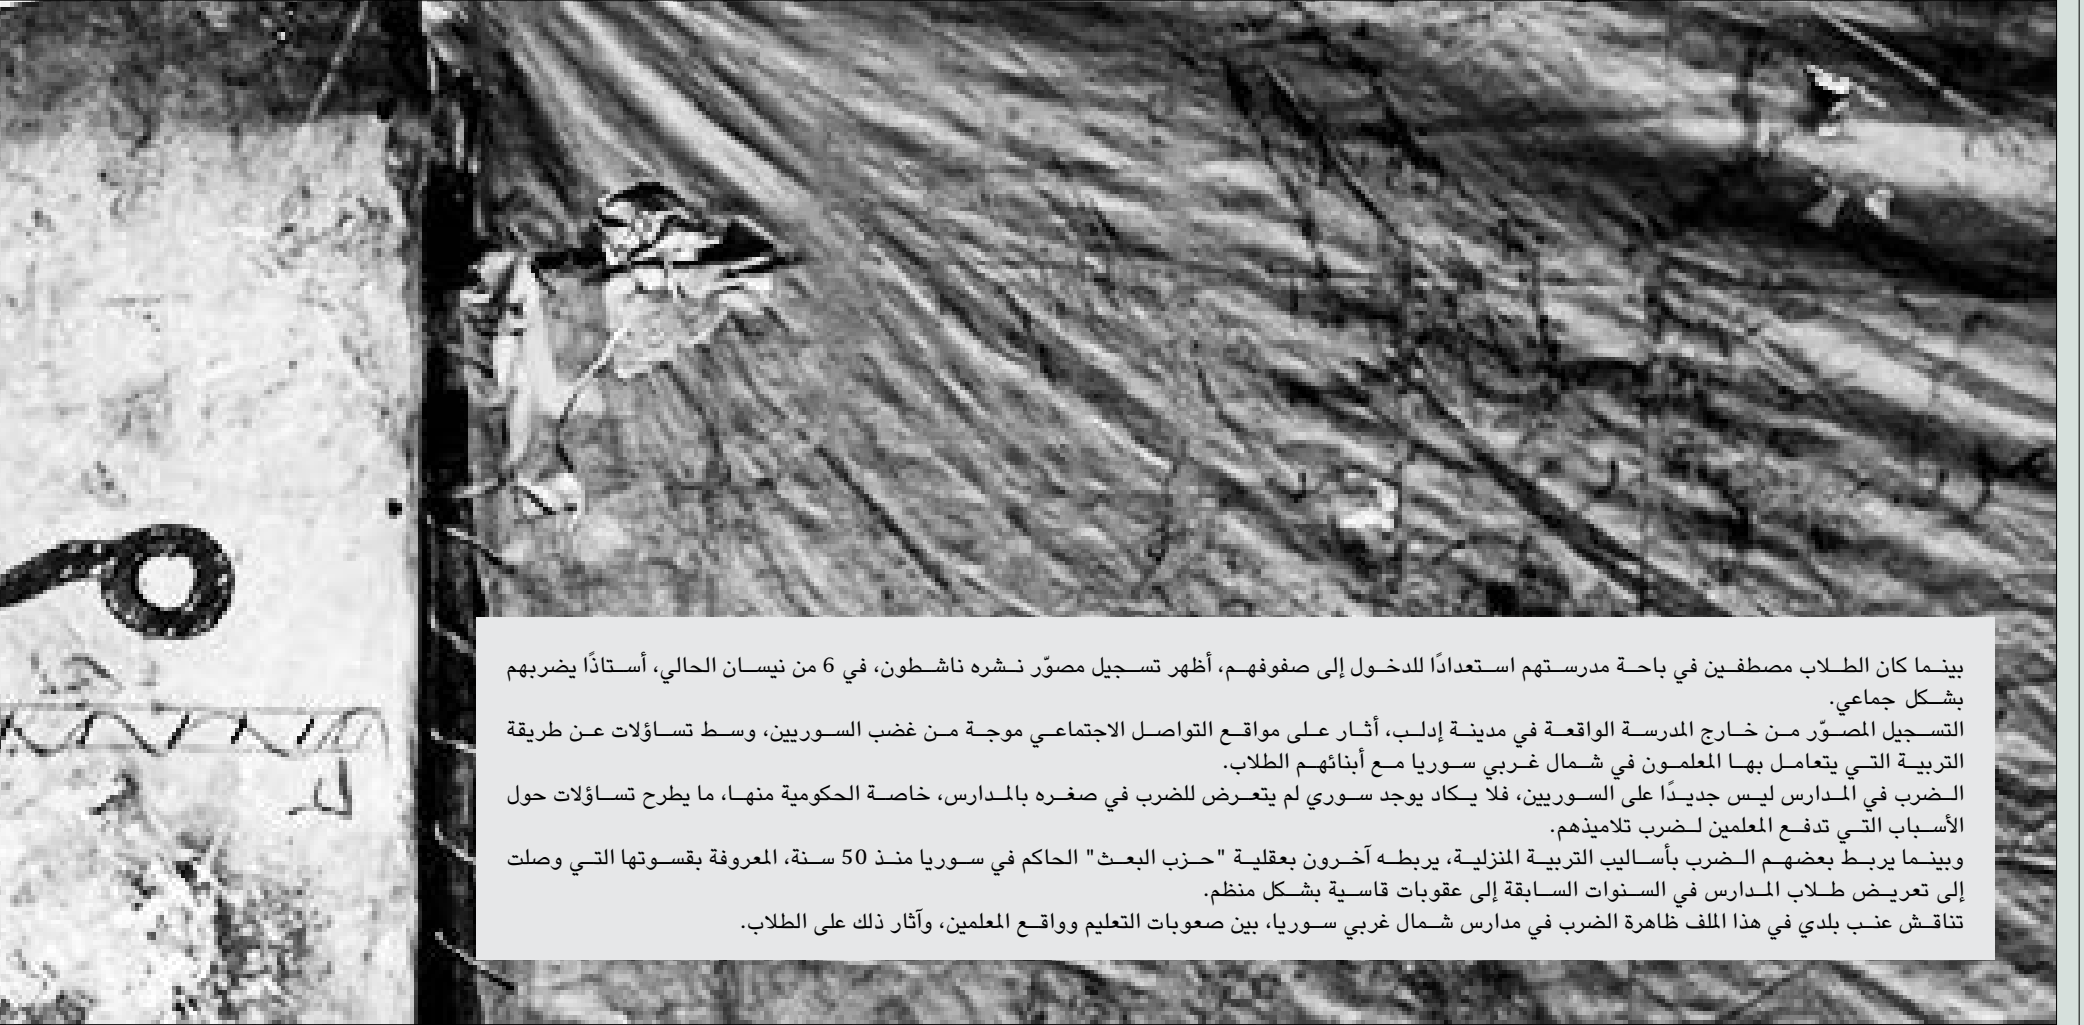 بينما كان الطلاب مصطفين في باحة مدرستهم استعدادًا للدخول إلى صفوفهم، أظهر تسجيل مصوّر نشره ناشطون، في 6 من نيسان الحالي، أستاذًا يضربهم
بشكل جماعي.
التسجيل المصوّر من خارج المدرسة الواقعة في مدينة إدلب، أثار على مواقع التواصل الاجتماعي موجة من غضب السوريين، وسط تساؤلات عن طريقة
التربية التي يتعامل بها المعلمون في شمال غربي سوريا مع أبنائهم الطلاب.
الضرب في المدارس ليس جديدًا على السوريين، فلا يكاد يوجد سوري لم يتعرض للضرب في صغره بالمدارس، خاصة الحكومية منها، ما يطرح تساؤلات حول
الأسباب التي تدفع المعلمين لضرب تلاميذهم.
وبينما يربط بعضهم الضرب بأساليب التربية المنزلية، يربطه آخرون بعقلية "حزب البعث" الحاكم في سوريا منذ 50 سنة، المعروفة بقسوتها التي وصلت
إلى تعريض طلاب المدارس في السنوات السابقة إلى عقوبات قاسية بشكل منظم.
تناقش عنب بلدي في هذا الملف ظاهرة الضرب في مدارس شمال غربي سوريا، بين صعوبات التعليم وواقع المعلمين، وآثار ذلك على الطلاب.